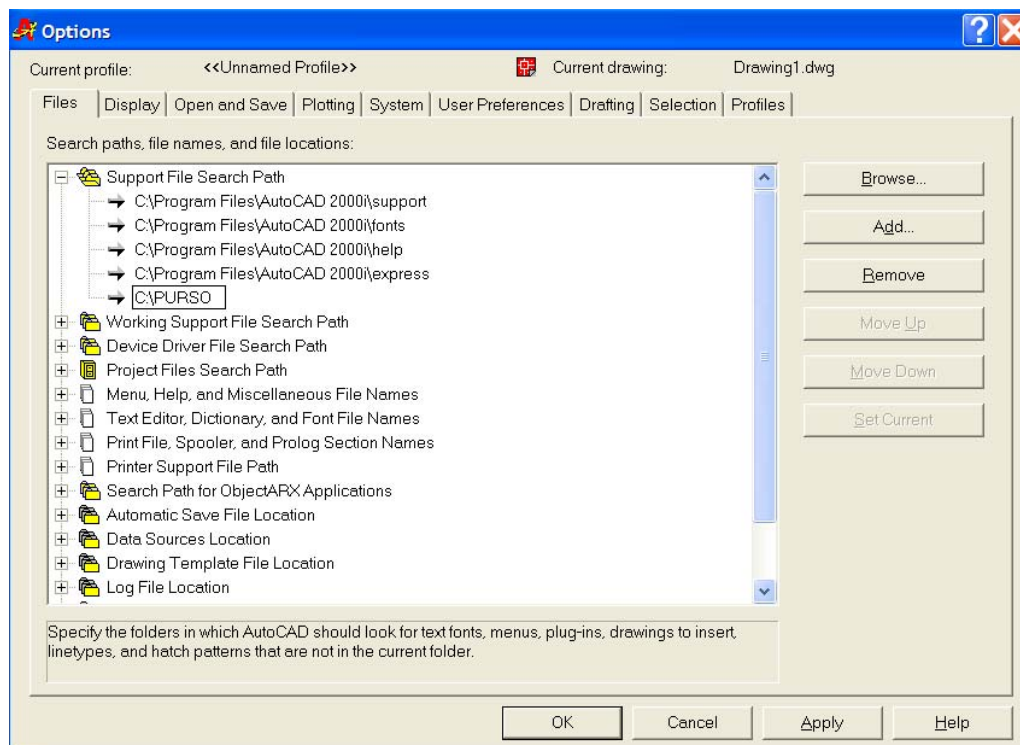 Options
Current profile: <<Unnamed Profile>> Current drawing: Drawing1.dwg
Files Display Open and Save Plotting System User Preferences Drafting Selection Profiles
Search paths, file names, and file locations:
Support File Search Path
C:\Program Files\AutoCAD 2000i\support
C:\Program Files\AutoCAD 2000i\fonts
C:\Program Files\AutoCAD 2000i\help
C:\Program Files\AutoCAD 2000i\express
C:\PURSO
Working Support File Search Path
Device Driver File Search Path
Project Files Search Path
Menu, Help, and Miscellaneous File Names
Text Editor, Dictionary, and Font File Names
Print File, Spooler, and Prolog Section Names
Printer Support File Path
Search Path for ObjectARX Applications
Automatic Save File Location
Data Sources Location
Drawing Template File Location
Log File Location
Browse...
Add...
Remove
Move Up
Move Down
Set Current
Specify the folders in which AutoCAD should look for text fonts, menus, plug-ins, drawings to insert,
linetypes, and hatch patterns that are not in the current folder.
OK Cancel Apply Help